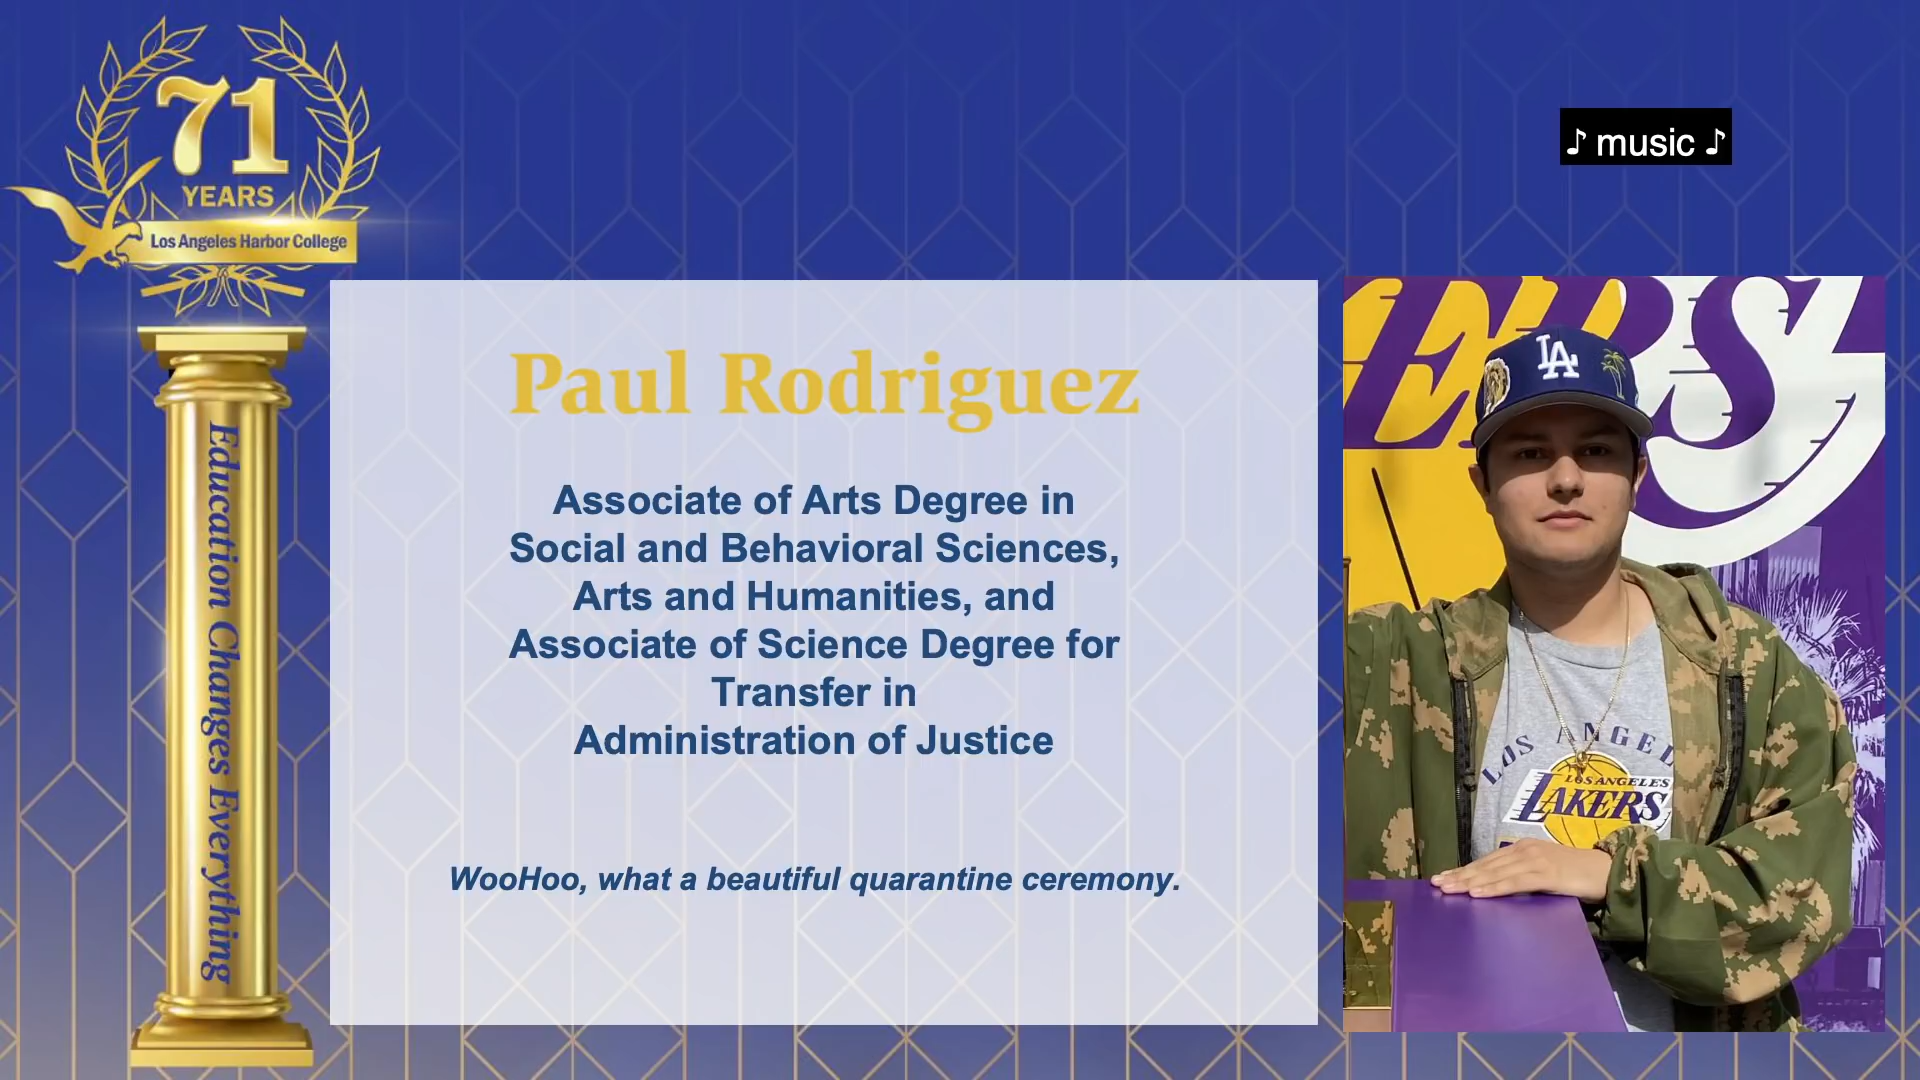 71
YEARS
Los Angeles Harbor College
Education Changes Everything
♪ music ♪
Paul Rodriguez
Associate of Arts Degree in
Social and Behavioral Sciences,
Arts and Humanities, and
Associate of Science Degree for
Transfer in
Administration of Justice
WooHoo, what a beautiful quarantine ceremony.
ERS
LA
LOS ANGEL
LOS ANGELES
LAKERS